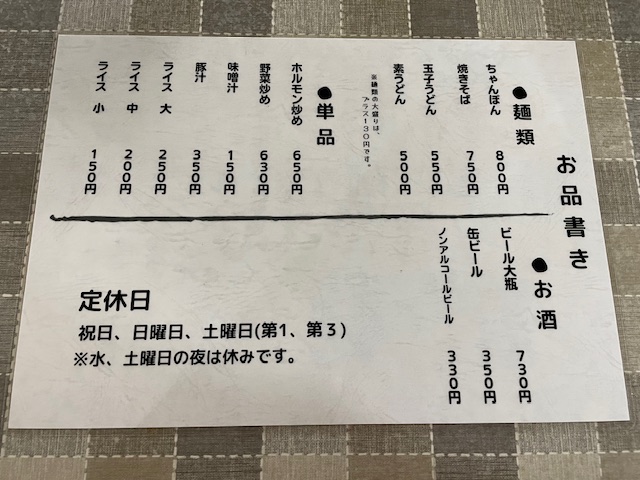 お品書き
●麺類
ちゃんぽん 800円
焼きそば 750円
玉子うどん 550円
素うどん 500円
※麺類の大盛りは、
プラス130円です。
●単品
ホルモン炒め 650円
野菜炒め 630円
味噌汁 150円
豚汁 350円
ライス 大 250円
ライス 中 200円
ライス 小 150円
●お酒
ビール大瓶 730円
缶ビール 350円
ノンアルコールビール 330円
定休日
祝日、日曜日、土曜日(第1、第3)
※水、土曜日の夜は休みです。